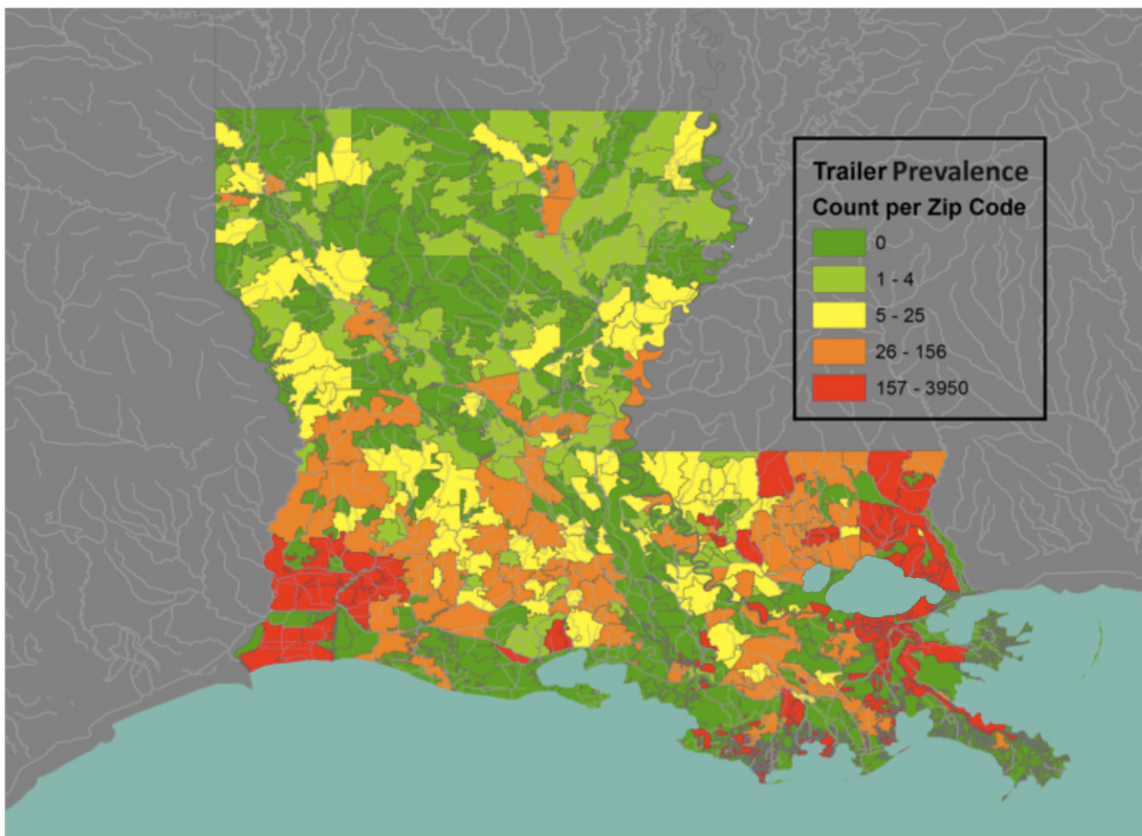 Trailer Prevalence
Count per Zip Code
0
1 - 4
5 - 25
26 - 156
157 - 3950